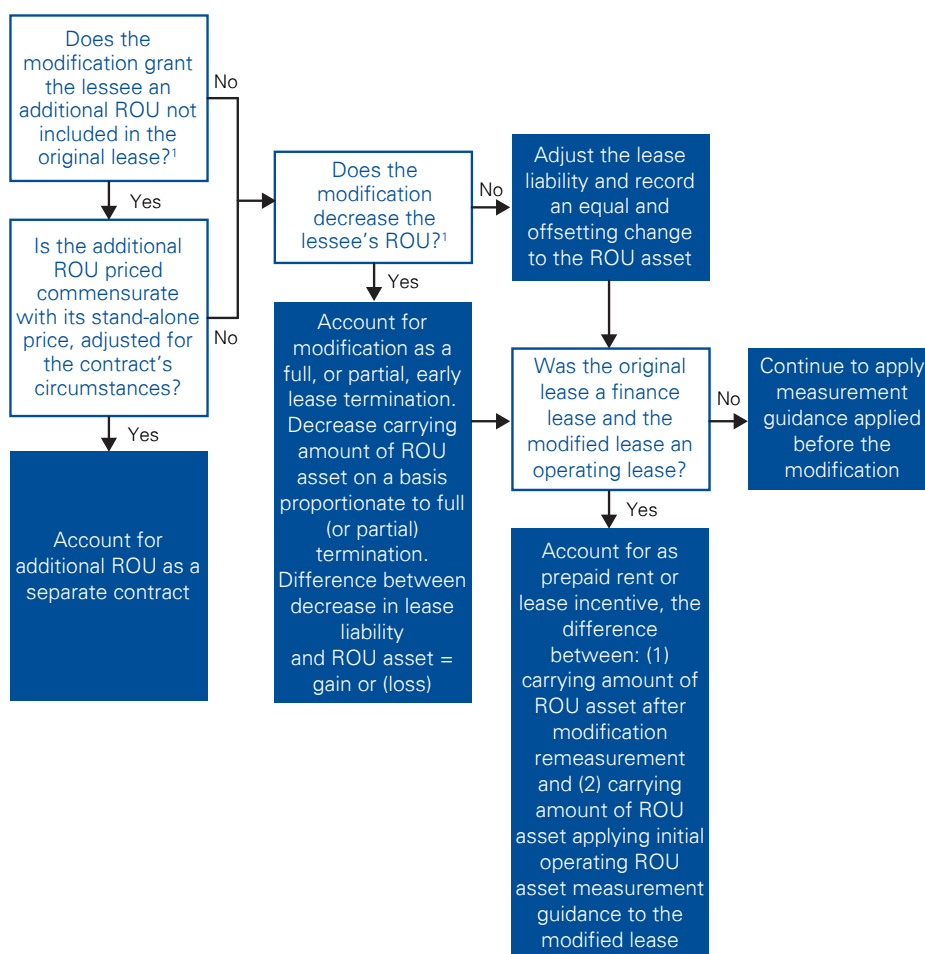 Does the
modification grant
the lessee an
additional ROU not
included in the
original lease?¹
No
Yes
Is the additional
ROU priced
commensurate
with its stand-alone
price, adjusted for
the contract's
circumstances?
No
Yes
Account for
additional ROU as a
separate contract
Does the
modification
decrease the
lessee's ROU?¹
No
Yes
Account for
modification as a
full, or partial, early
lease termination.
Decrease carrying
amount of ROU
asset on a basis
proportionate to full
(or partial)
termination.
Difference between
decrease in lease
liability
and ROU asset =
gain or (loss)
Adjust the lease
liability and record
an equal and
offsetting change
to the ROU asset
Was the original
lease a finance
lease and the
modified lease an
operating lease?
No
Yes
Continue to apply
measurement
guidance applied
before the
modification
Account for as
prepaid rent or
lease incentive, the
difference
between: (1)
carrying amount of
ROU asset after
modification
remeasurement
and (2) carrying
amount of ROU
asset applying initial
operating ROU
asset measurement
guidance to the
modified lease